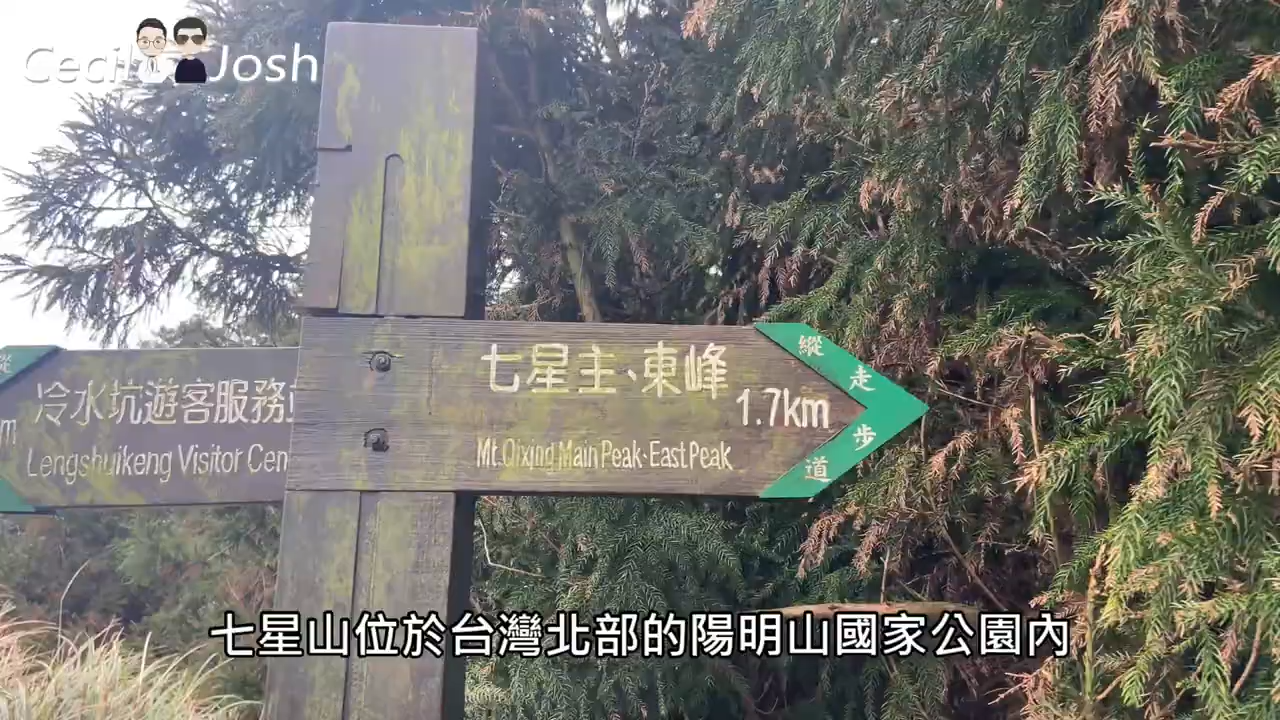 Cecil
Josh
七星主、東峰
1.7km
Mt.Qixing Main Peak·East Peak
縱走步道
冷水坑遊客服務
Lengshuikeng Visitor Cen
m
七星山位於台灣北部的陽明山國家公園內